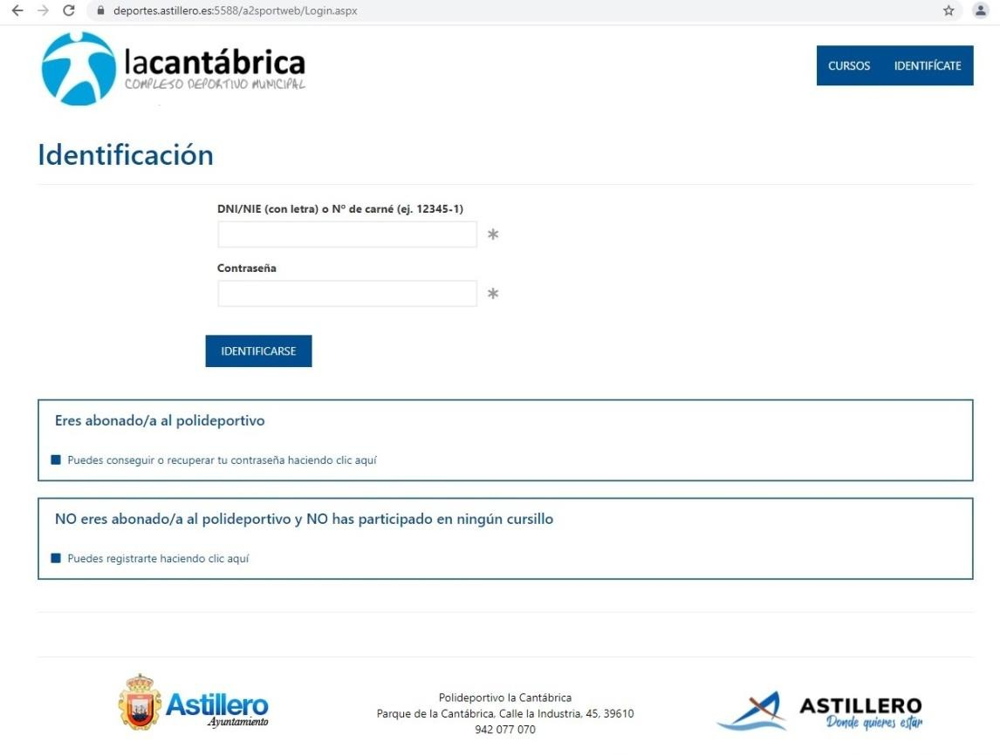 deportes.astillero.es:5588/a2sportweb/Login.aspx
lacantábrica
COMPLEJO DEPORTIVO MUNICIPAL
CURSOS IDENTIFÍCATE
Identificación
DNI/NIE (con letra) o Nº de carné (ej. 12345-1)
*
Contraseña
*
IDENTIFICARSE
Eres abonado/a al polideportivo
Puedes conseguir o recuperar tu contraseña haciendo clic aquí
NO eres abonado/a al polideportivo y NO has participado en ningún cursillo
Puedes registrarte haciendo clic aquí
Astillero
Ayuntamiento
Polideportivo la Cantábrica
Parque de la Cantábrica, Calle la Industria, 45, 39610
942 077 070
ASTILLERO
Donde quieres estar